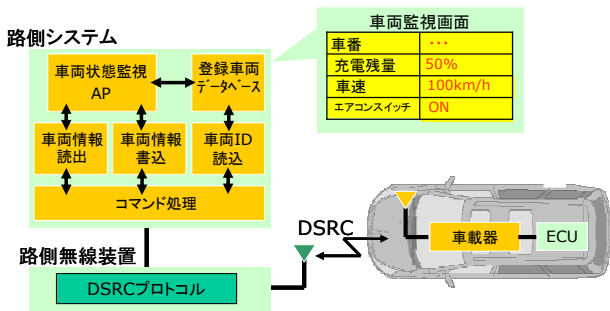 路側システム
車両状態監視
AP
登録車両
データベース
車両情報
読出
車両情報
書込
車両ID
読込
コマンド処理
路側無線装置
DSRCプロトコル
車両監視画面
車番 ・・・
充電残量 50%
車速 100km/h
エアコンスイッチ ON
DSRC
車載器
ECU